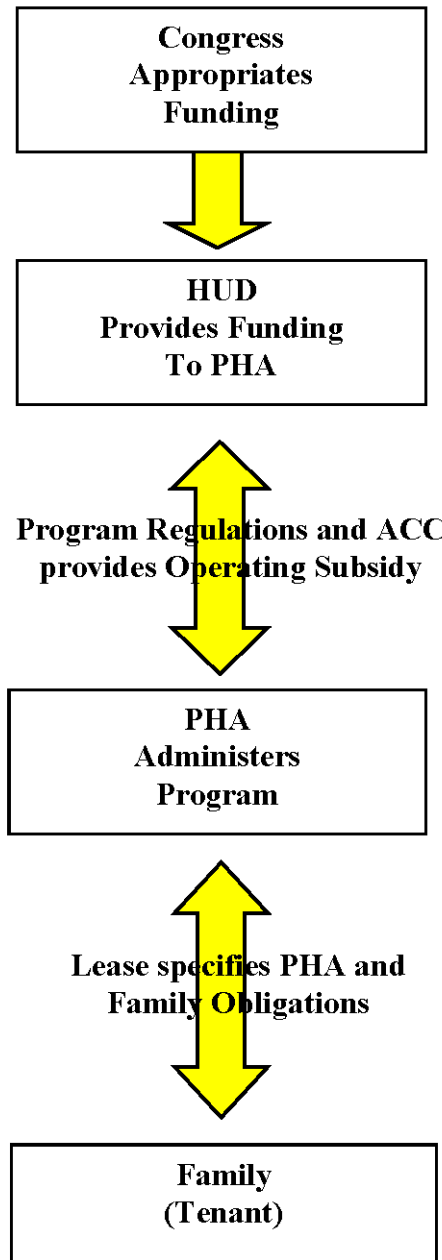 Congress
Appropriates
Funding
HUD
Provides Funding
To PHA
Program Regulations and ACC
provides Operating Subsidy
PHA
Administers
Program
Lease specifies PHA and
Family Obligations
Family
(Tenant)